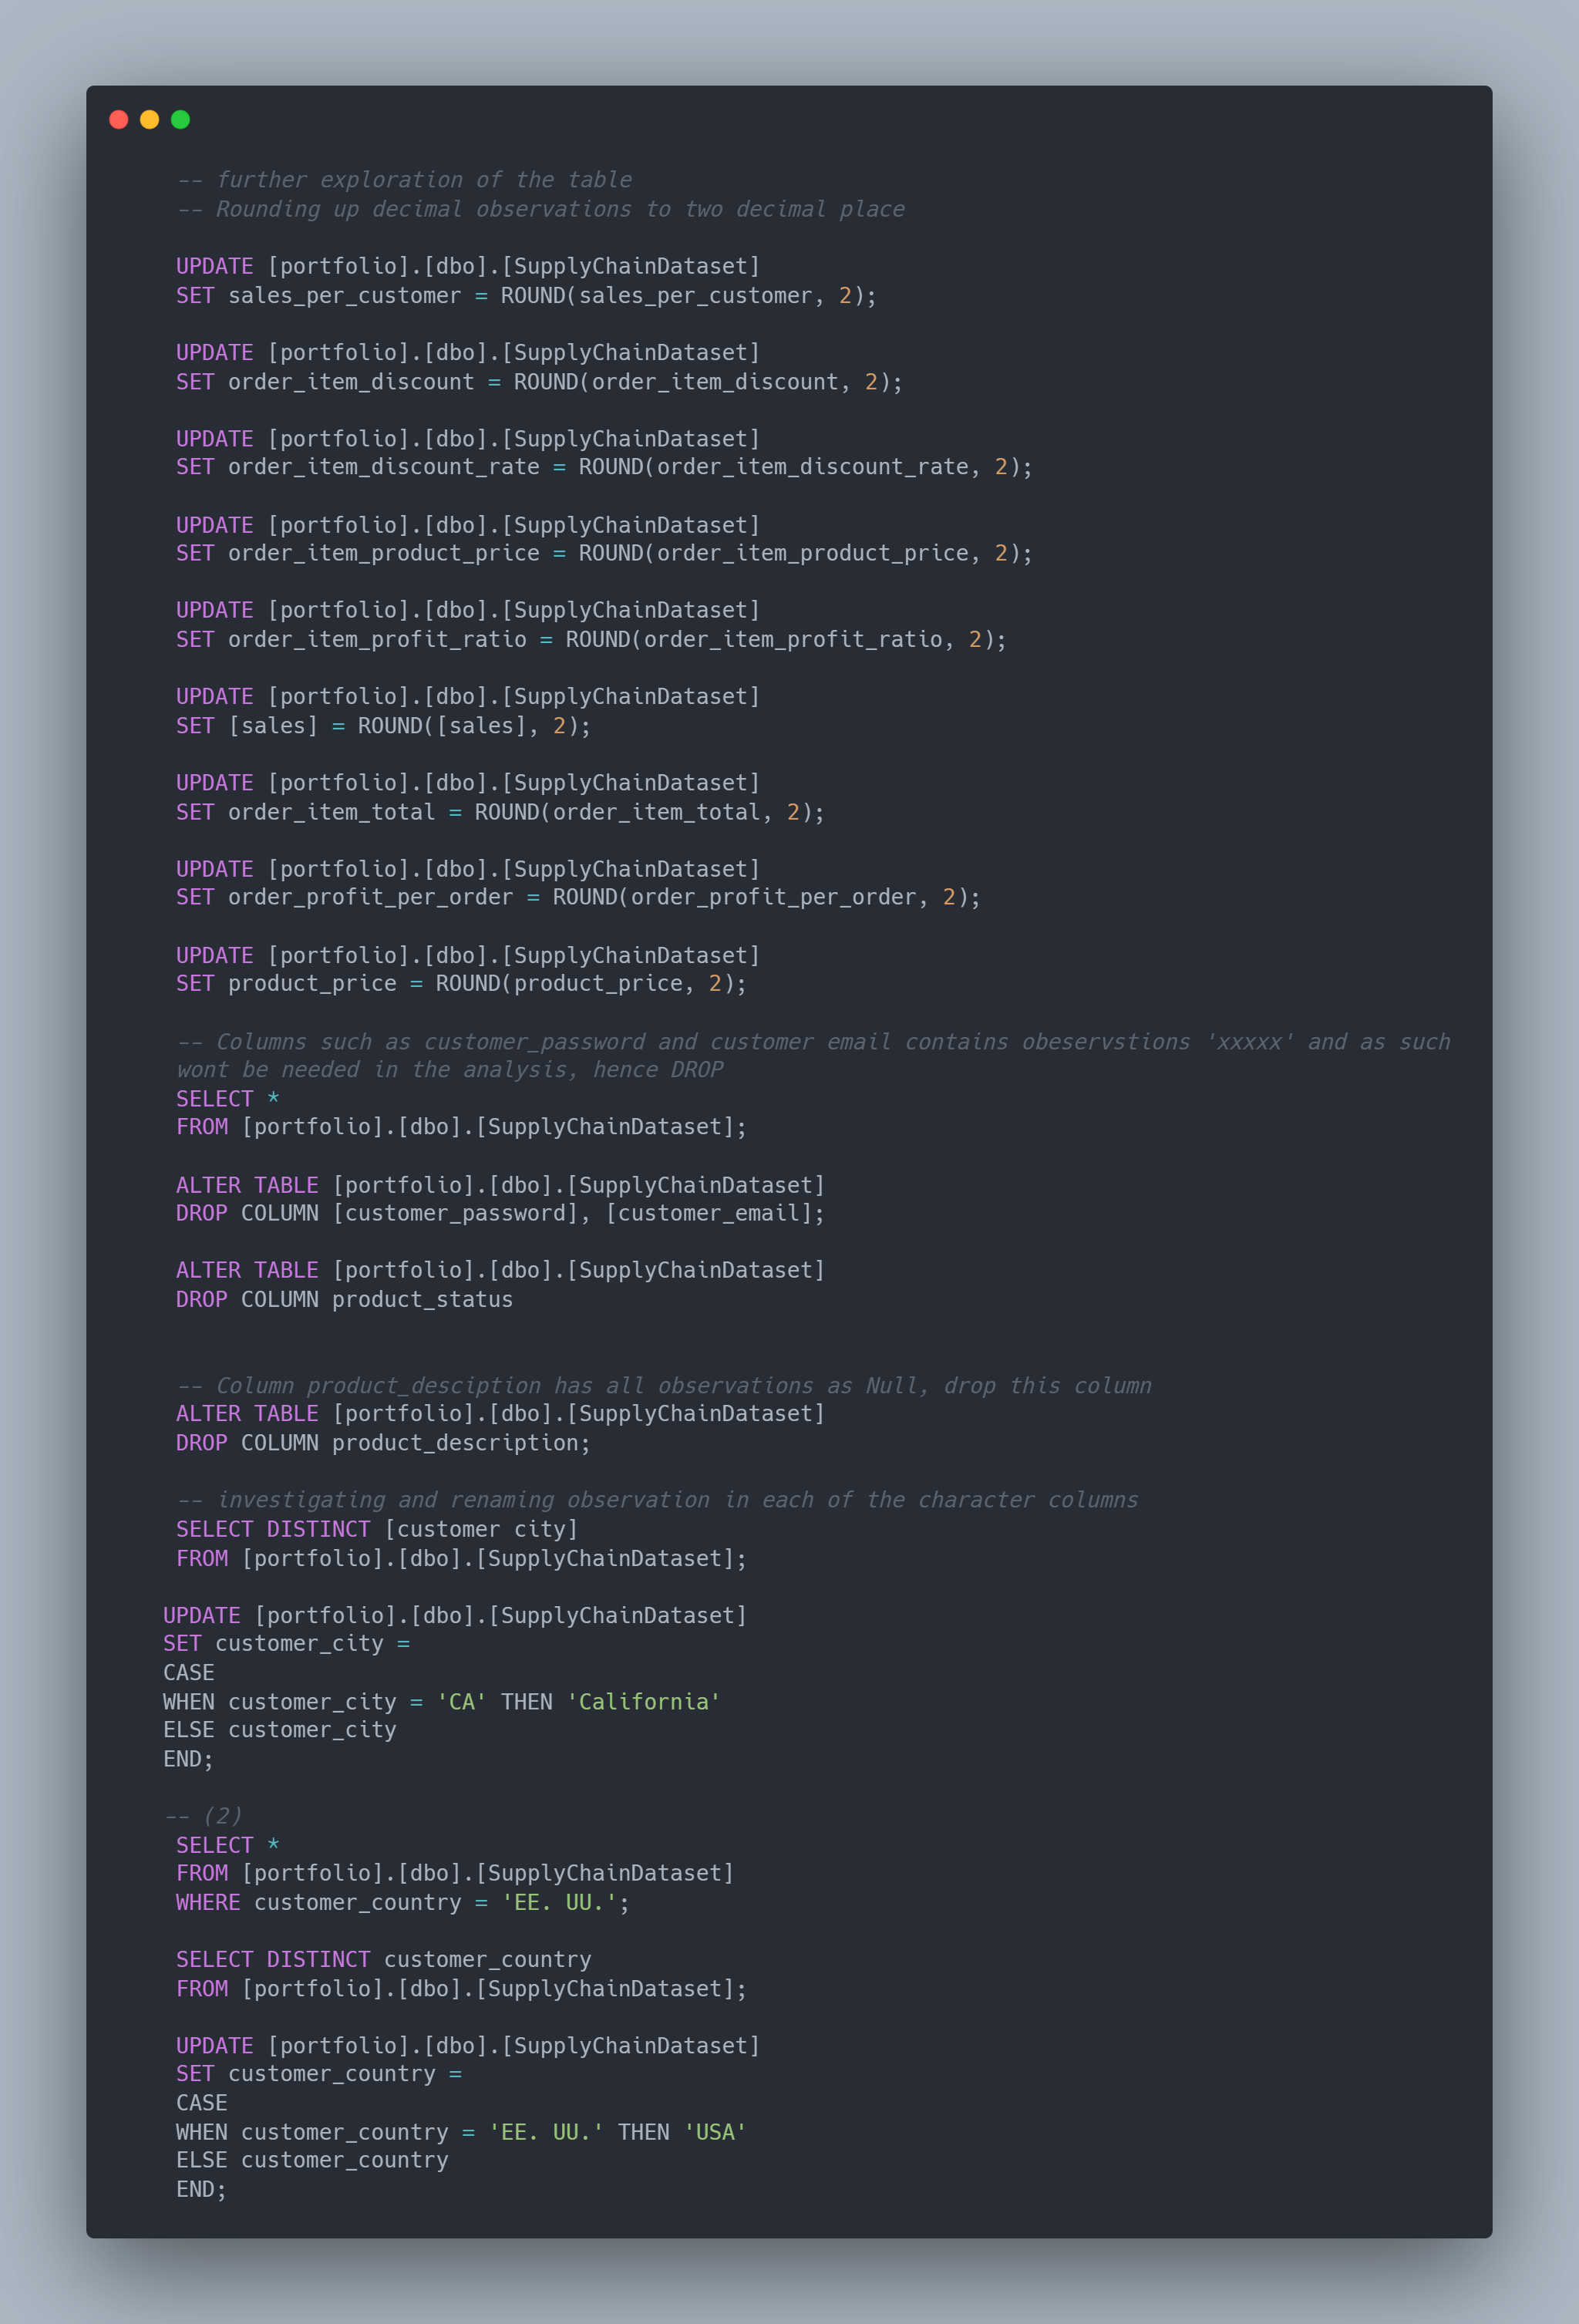 -- further exploration of the table
-- Rounding up decimal observations to two decimal place
UPDATE [portfolio].[dbo].[SupplyChainDataset]
SET sales_per_customer = ROUND(sales_per_customer, 2);
UPDATE [portfolio].[dbo].[SupplyChainDataset]
SET order_item_discount = ROUND(order_item_discount, 2);
UPDATE [portfolio].[dbo].[SupplyChainDataset]
SET order_item_discount_rate = ROUND(order_item_discount_rate, 2);
UPDATE [portfolio].[dbo].[SupplyChainDataset]
SET order_item_product_price = ROUND(order_item_product_price, 2);
UPDATE [portfolio].[dbo].[SupplyChainDataset]
SET order_item_profit_ratio = ROUND(order_item_profit_ratio, 2);
UPDATE [portfolio].[dbo].[SupplyChainDataset]
SET [sales] = ROUND([sales], 2);
UPDATE [portfolio].[dbo].[SupplyChainDataset]
SET order_item_total = ROUND(order_item_total, 2);
UPDATE [portfolio].[dbo].[SupplyChainDataset]
SET order_profit_per_order = ROUND(order_profit_per_order, 2);
UPDATE [portfolio].[dbo].[SupplyChainDataset]
SET product_price = ROUND(product_price, 2);
-- Columns such as customer_password and customer email contains obeservstions 'xxxxx' and as such
wont be needed in the analysis, hence DROP
SELECT *
FROM [portfolio].[dbo].[SupplyChainDataset];
ALTER TABLE [portfolio].[dbo].[SupplyChainDataset]
DROP COLUMN [customer_password], [customer_email];
ALTER TABLE [portfolio].[dbo].[SupplyChainDataset]
DROP COLUMN product_status
-- Column product_desciption has all observations as Null, drop this column
ALTER TABLE [portfolio].[dbo].[SupplyChainDataset]
DROP COLUMN product_description;
-- investigating and renaming observation in each of the character columns
SELECT DISTINCT [customer city]
FROM [portfolio].[dbo].[SupplyChainDataset];
UPDATE [portfolio].[dbo].[SupplyChainDataset]
SET customer_city =
CASE
WHEN customer_city = 'CA' THEN 'California'
ELSE customer_city
END;
-- (2)
SELECT *
FROM [portfolio].[dbo].[SupplyChainDataset]
WHERE customer_country = 'EE. UU.';
SELECT DISTINCT customer_country
FROM [portfolio].[dbo].[SupplyChainDataset];
UPDATE [portfolio].[dbo].[SupplyChainDataset]
SET customer_country =
CASE
WHEN customer_country = 'EE. UU.' THEN 'USA'
ELSE customer_country
END;